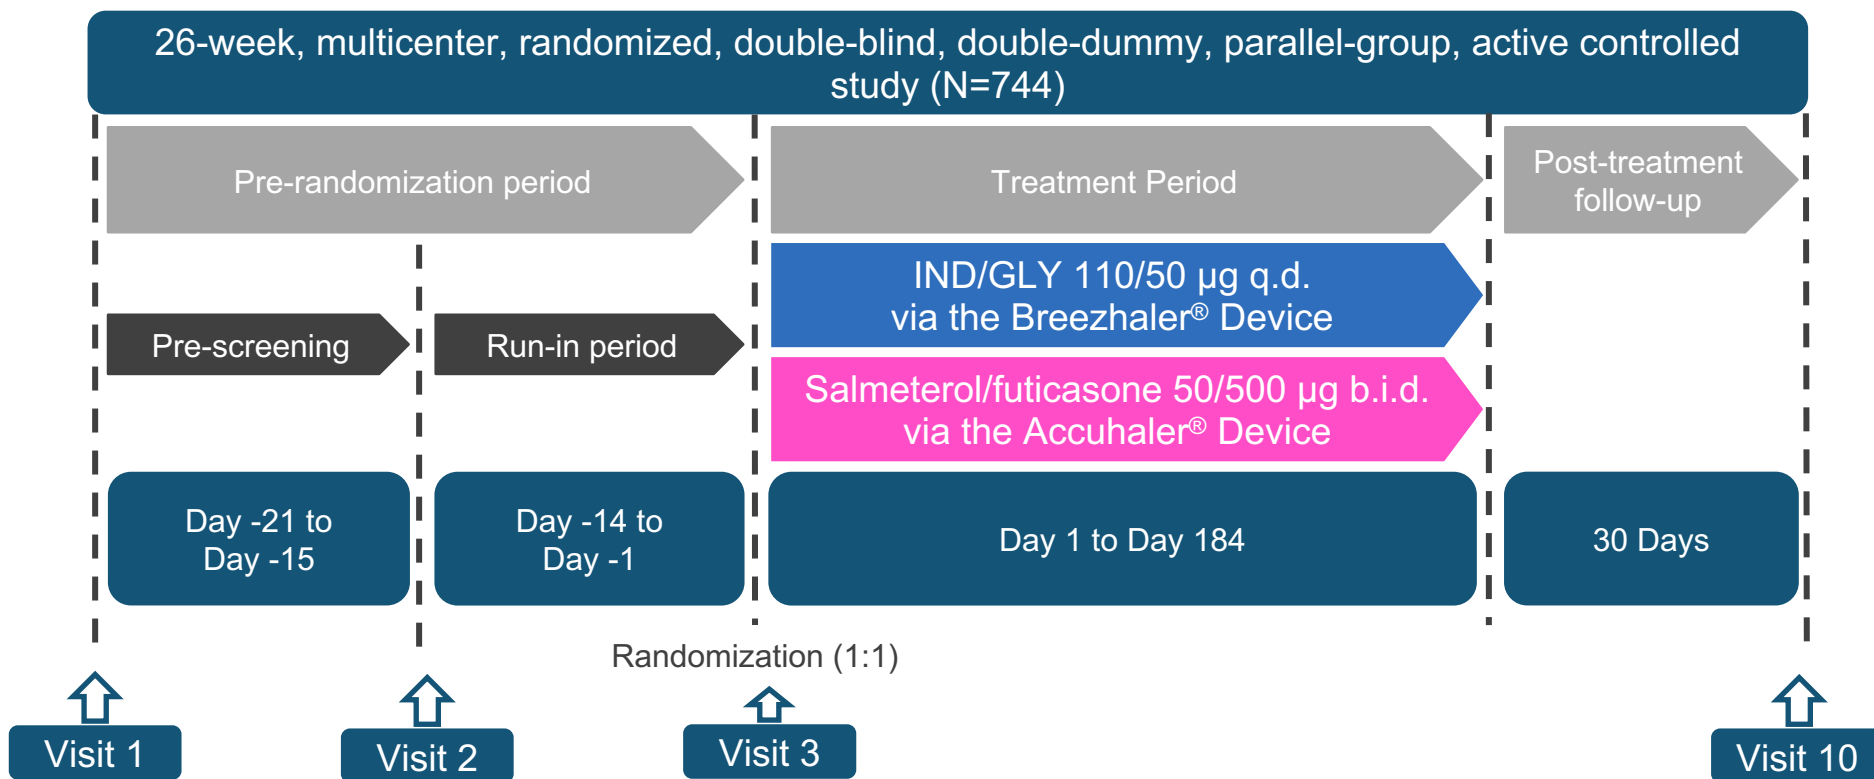 26-week, multicenter, randomized, double-blind, double-dummy, parallel-group, active controlled
study (N=744)
Pre-randomization period
Treatment Period
Post-treatment
follow-up
IND/GLY 110/50 µg q.d.
via the Breezhaler® Device
Pre-screening
Run-in period
Salmeterol/futicasone 50/500 µg b.i.d.
via the Accuhaler® Device
Day -21 to
Day -15
Day -14 to
Day -1
Day 1 to Day 184
30 Days
Randomization (1:1)
Visit 1
Visit 2
Visit 3
Visit 10